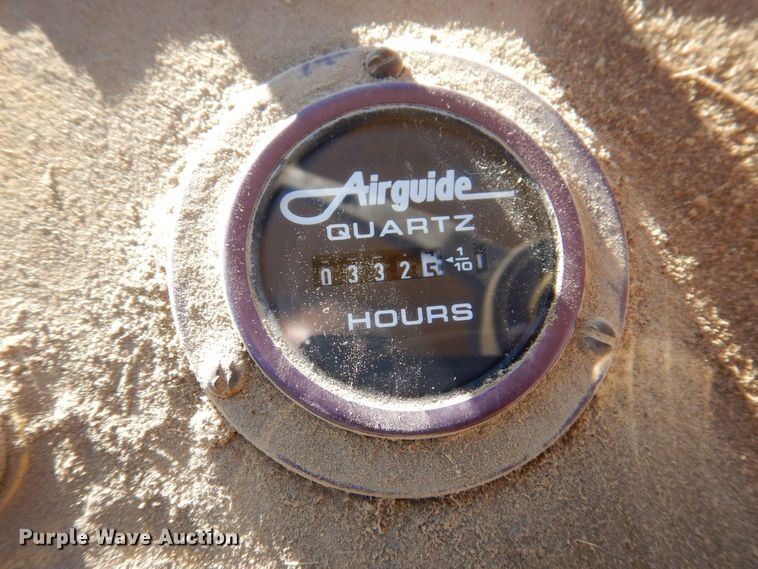 Airguide
QUARTZ
0332 1/10
HOURS
Purple Wave Auction